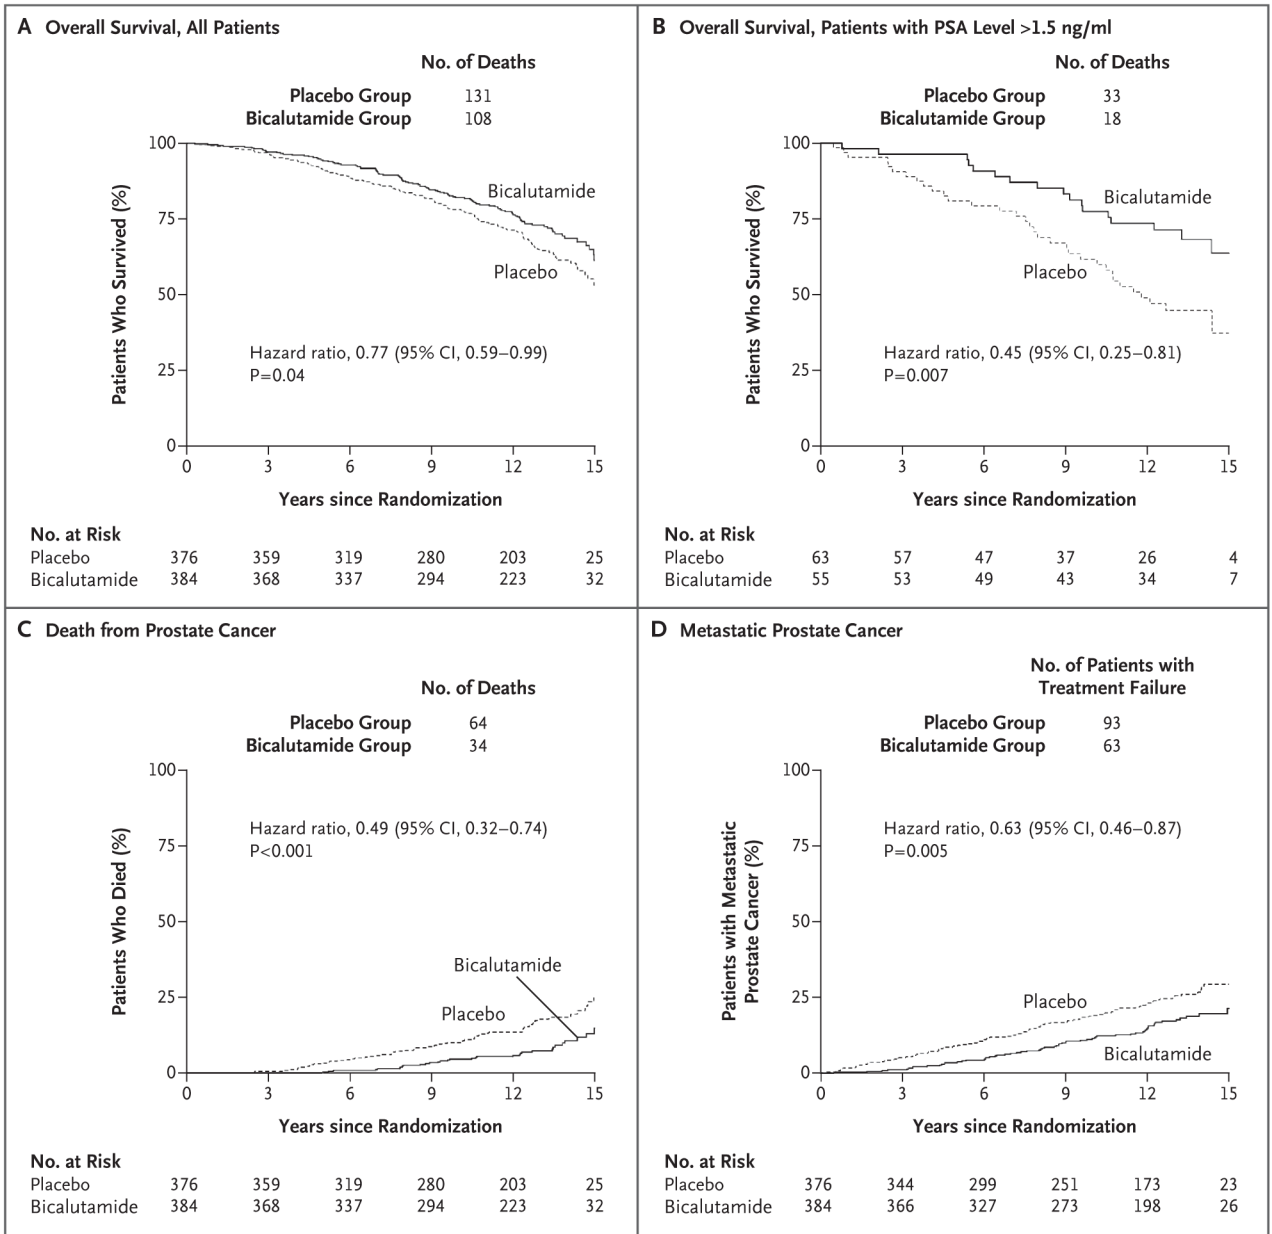 A Overall Survival, All Patients
No. of Deaths
Placebo Group 131
Bicalutamide Group 108
100
75
50
25
0
Patients Who Survived (%)
Bicalutamide
Placebo
Hazard ratio, 0.77 (95% CI, 0.59–0.99)
P=0.04
0 3 6 9 12 15
Years since Randomization
No. at Risk
Placebo 376 359 319 280 203 25
Bicalutamide 384 368 337 294 223 32
B Overall Survival, Patients with PSA Level >1.5 ng/ml
No. of Deaths
Placebo Group 33
Bicalutamide Group 18
100
75
50
25
0
Patients Who Survived (%)
Bicalutamide
Placebo
Hazard ratio, 0.45 (95% CI, 0.25–0.81)
P=0.007
0 3 6 9 12 15
Years since Randomization
No. at Risk
Placebo 63 57 47 37 26 4
Bicalutamide 55 53 49 43 34 7
C Death from Prostate Cancer
No. of Deaths
Placebo Group 64
Bicalutamide Group 34
100
75
50
25
0
Patients Who Died (%)
Hazard ratio, 0.49 (95% CI, 0.32–0.74)
P<0.001
Bicalutamide
Placebo
0 3 6 9 12 15
Years since Randomization
No. at Risk
Placebo 376 359 319 280 203 25
Bicalutamide 384 368 337 294 223 32
D Metastatic Prostate Cancer
No. of Patients with
Treatment Failure
Placebo Group 93
Bicalutamide Group 63
100
75
50
25
0
Patients with Metastatic
Prostate Cancer (%)
Hazard ratio, 0.63 (95% CI, 0.46–0.87)
P=0.005
Placebo
Bicalutamide
0 3 6 9 12 15
Years since Randomization
No. at Risk
Placebo 376 344 299 251 173 23
Bicalutamide 384 366 327 273 198 26